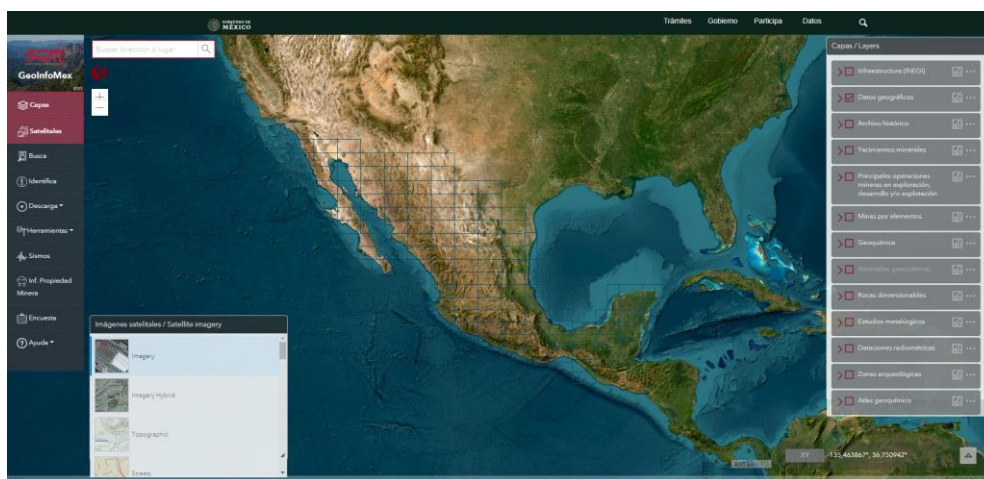 GOBIERNO DE
MÉXICO
Trámites Gobierno Participa Datos
SGM
GeoInfoMex
Buscar dirección o lugar
+
−
Capas
Satelitales
Busca
Identifica
Descarga
Herramientas
Sismos
Inf. Propiedad
Minera
Encuesta
Ayuda
Imágenes satelitales / Satellite imagery
Imagery
Imagery Hybrid
Topographic
Streets
Capas / Layers
Infraestructura (INEGI)
Datos geográficos
Archivo histórico
Yacimientos minerales
Principales operaciones
mineras en exploración,
desarrollo y/o explotación
Minas por elementos
Geoquímica
Anomalías geoquímicas
Rocas dimensionables
Estudios metalúrgicos
Dataciones radiométricas
Zonas arqueológicas
Atlas geoquímico
XY
-135,463867°, 36,750942°